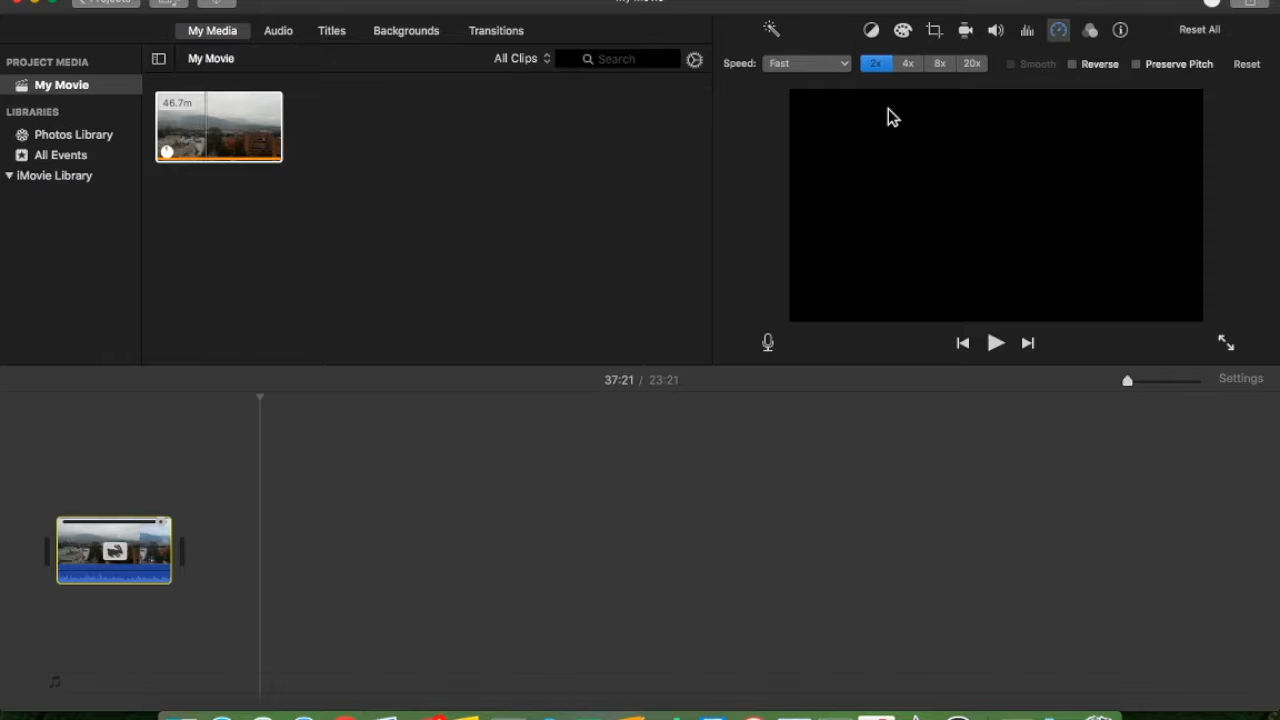 My Media Audio Titles Backgrounds Transitions
Reset All
PROJECT MEDIA
My Movie
LIBRARIES
Photos Library
All Events
iMovie Library
My Movie
All Clips
Search
46.7m
Speed: Fast 2x 4x 8x 20x Smooth Reverse Preserve Pitch Reset
37:21 / 23:21
Settings